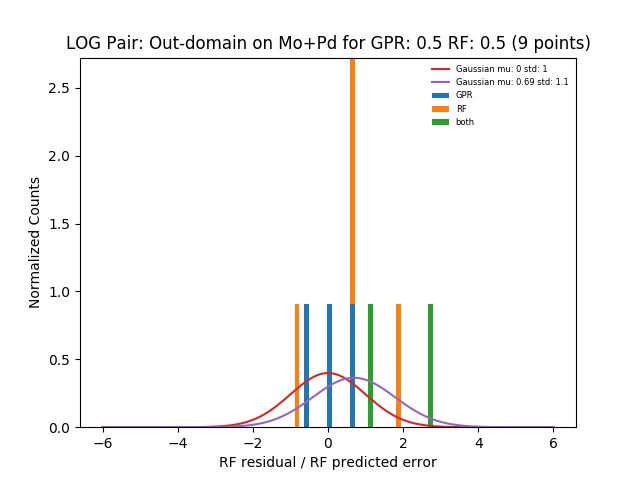 LOG Pair: Out-domain on Mo+Pd for GPR: 0.5 RF: 0.5 (9 points)
Gaussian mu: 0 std: 1
Gaussian mu: 0.69 std: 1.1
GPR
RF
both
Normalized Counts
2.5
2.0
1.5
1.0
0.5
0.0
−6 −4 −2 0 2 4 6
RF residual / RF predicted error